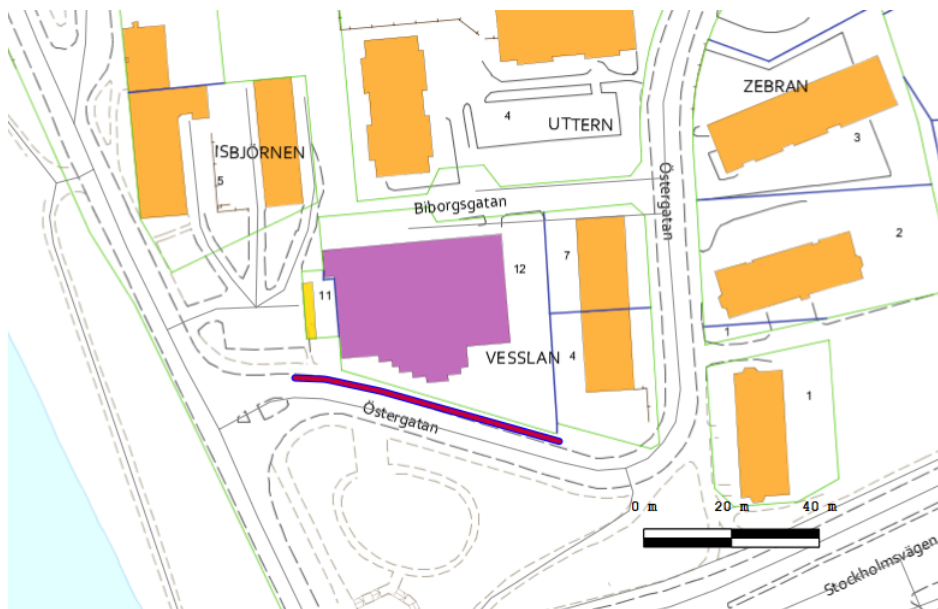 ZEBRAN
4
UTTERN
3
ISBJÖRNEN
5
Östergatan
Biborgsgatan
2
12
7
11
1
VESSLAN
4
1
Östergatan
0 m
20 m
40 m
Stockholmsvägen